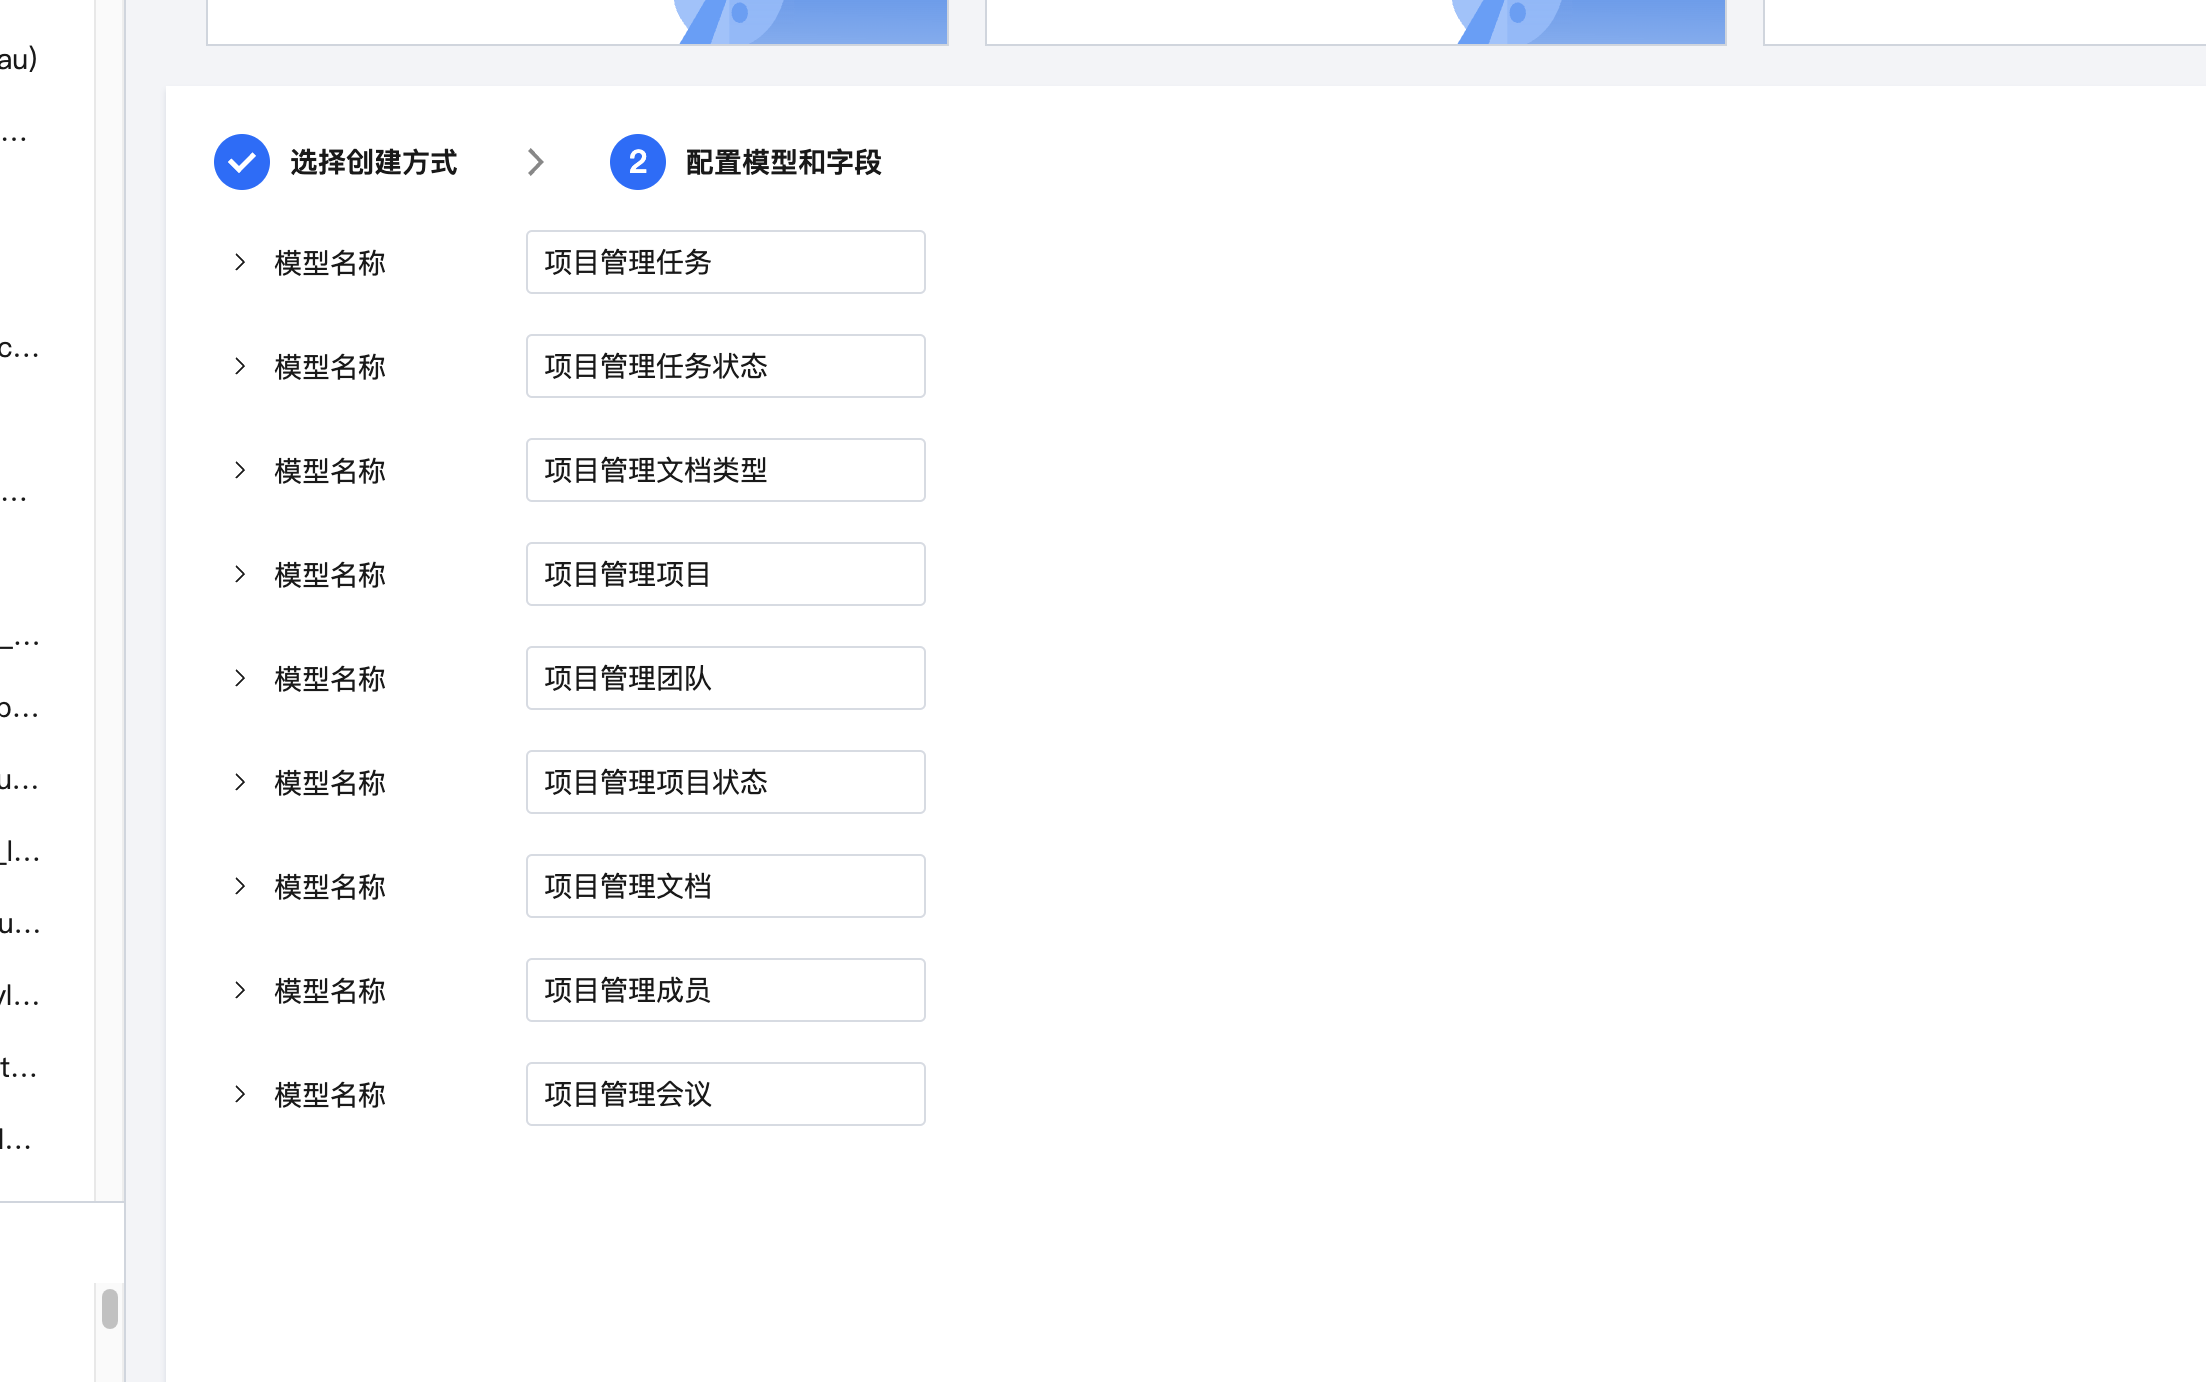 au)
...
c...
...
_...
u...
_l...
u...
yl...
t...
选择创建方式
2 配置模型和字段
模型名称 项目管理任务
模型名称 项目管理任务状态
模型名称 项目管理文档类型
模型名称 项目管理项目
模型名称 项目管理团队
模型名称 项目管理项目状态
模型名称 项目管理文档
模型名称 项目管理成员
模型名称 项目管理会议